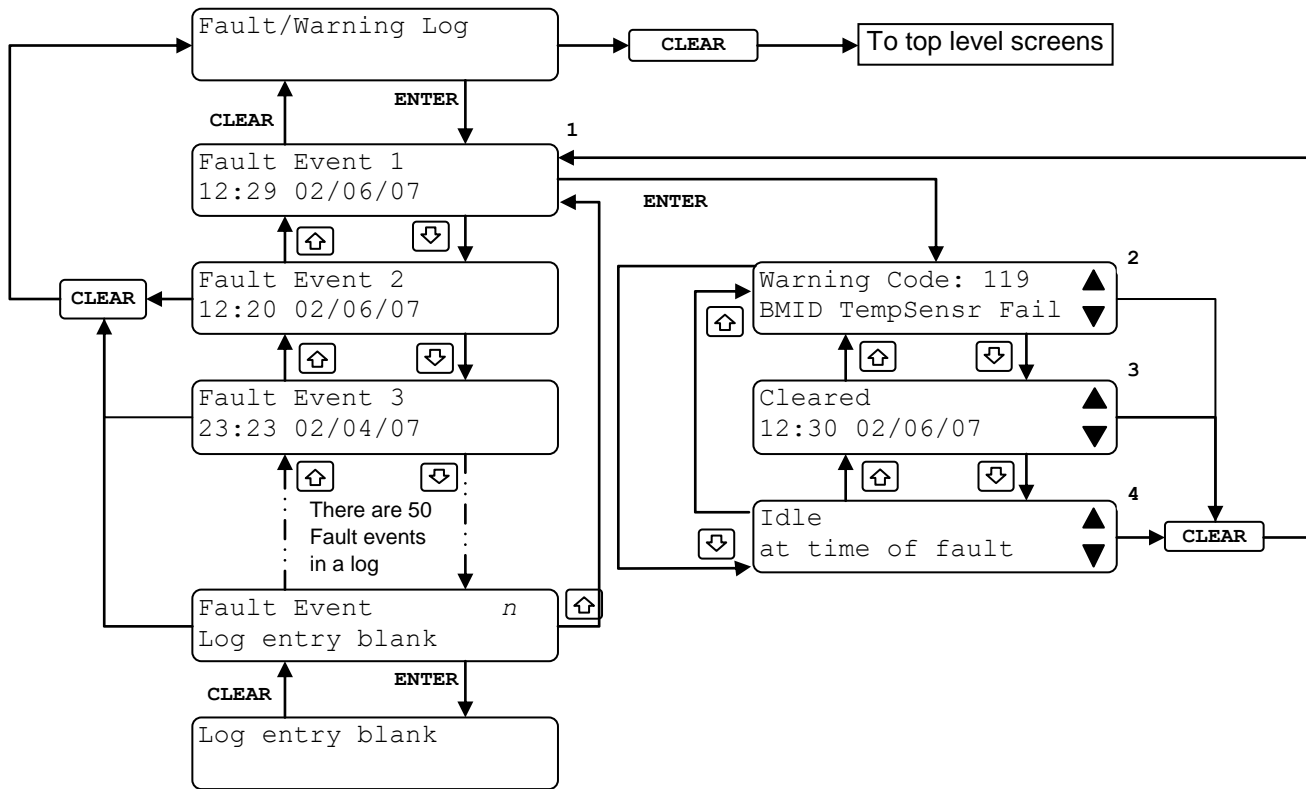 Fault/Warning Log
CLEAR
To top level screens
CLEAR
ENTER
1
Fault Event 1
12:29 02/06/07
ENTER
Fault Event 2
12:20 02/06/07
CLEAR
Fault Event 3
23:23 02/04/07
There are 50
Fault events
in a log
Fault Event n
Log entry blank
CLEAR
ENTER
Log entry blank
2
Warning Code: 119
BMID TempSensr Fail
3
Cleared
12:30 02/06/07
4
Idle
at time of fault
CLEAR